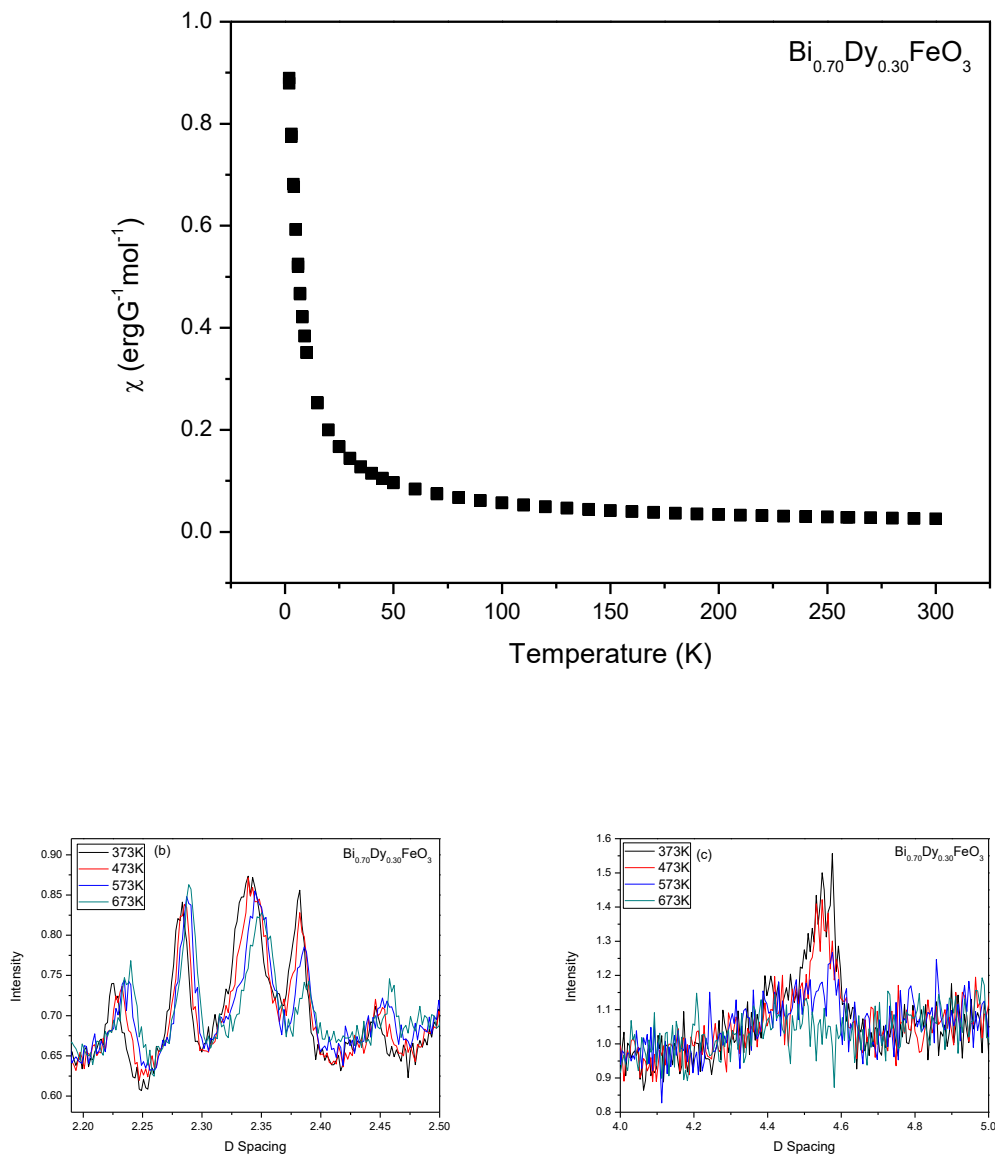 Bi0.70Dy0.30FeO3
1.0
0.8
0.6
0.4
0.2
0.0
χ (ergG-1mol-1)
0 50 100 150 200 250 300
Temperature (K)
(b)
Bi0.70Dy0.30FeO3
373K
473K
573K
673K
0.90
0.85
0.80
0.75
0.70
0.65
0.60
Intensity
2.20 2.25 2.30 2.35 2.40 2.45 2.50
D Spacing
(c)
Bi0.70Dy0.30FeO3
373K
473K
573K
673K
1.6
1.5
1.4
1.3
1.2
1.1
1.0
0.9
0.8
Intensity
4.0 4.2 4.4 4.6 4.8 5.0
D Spacing